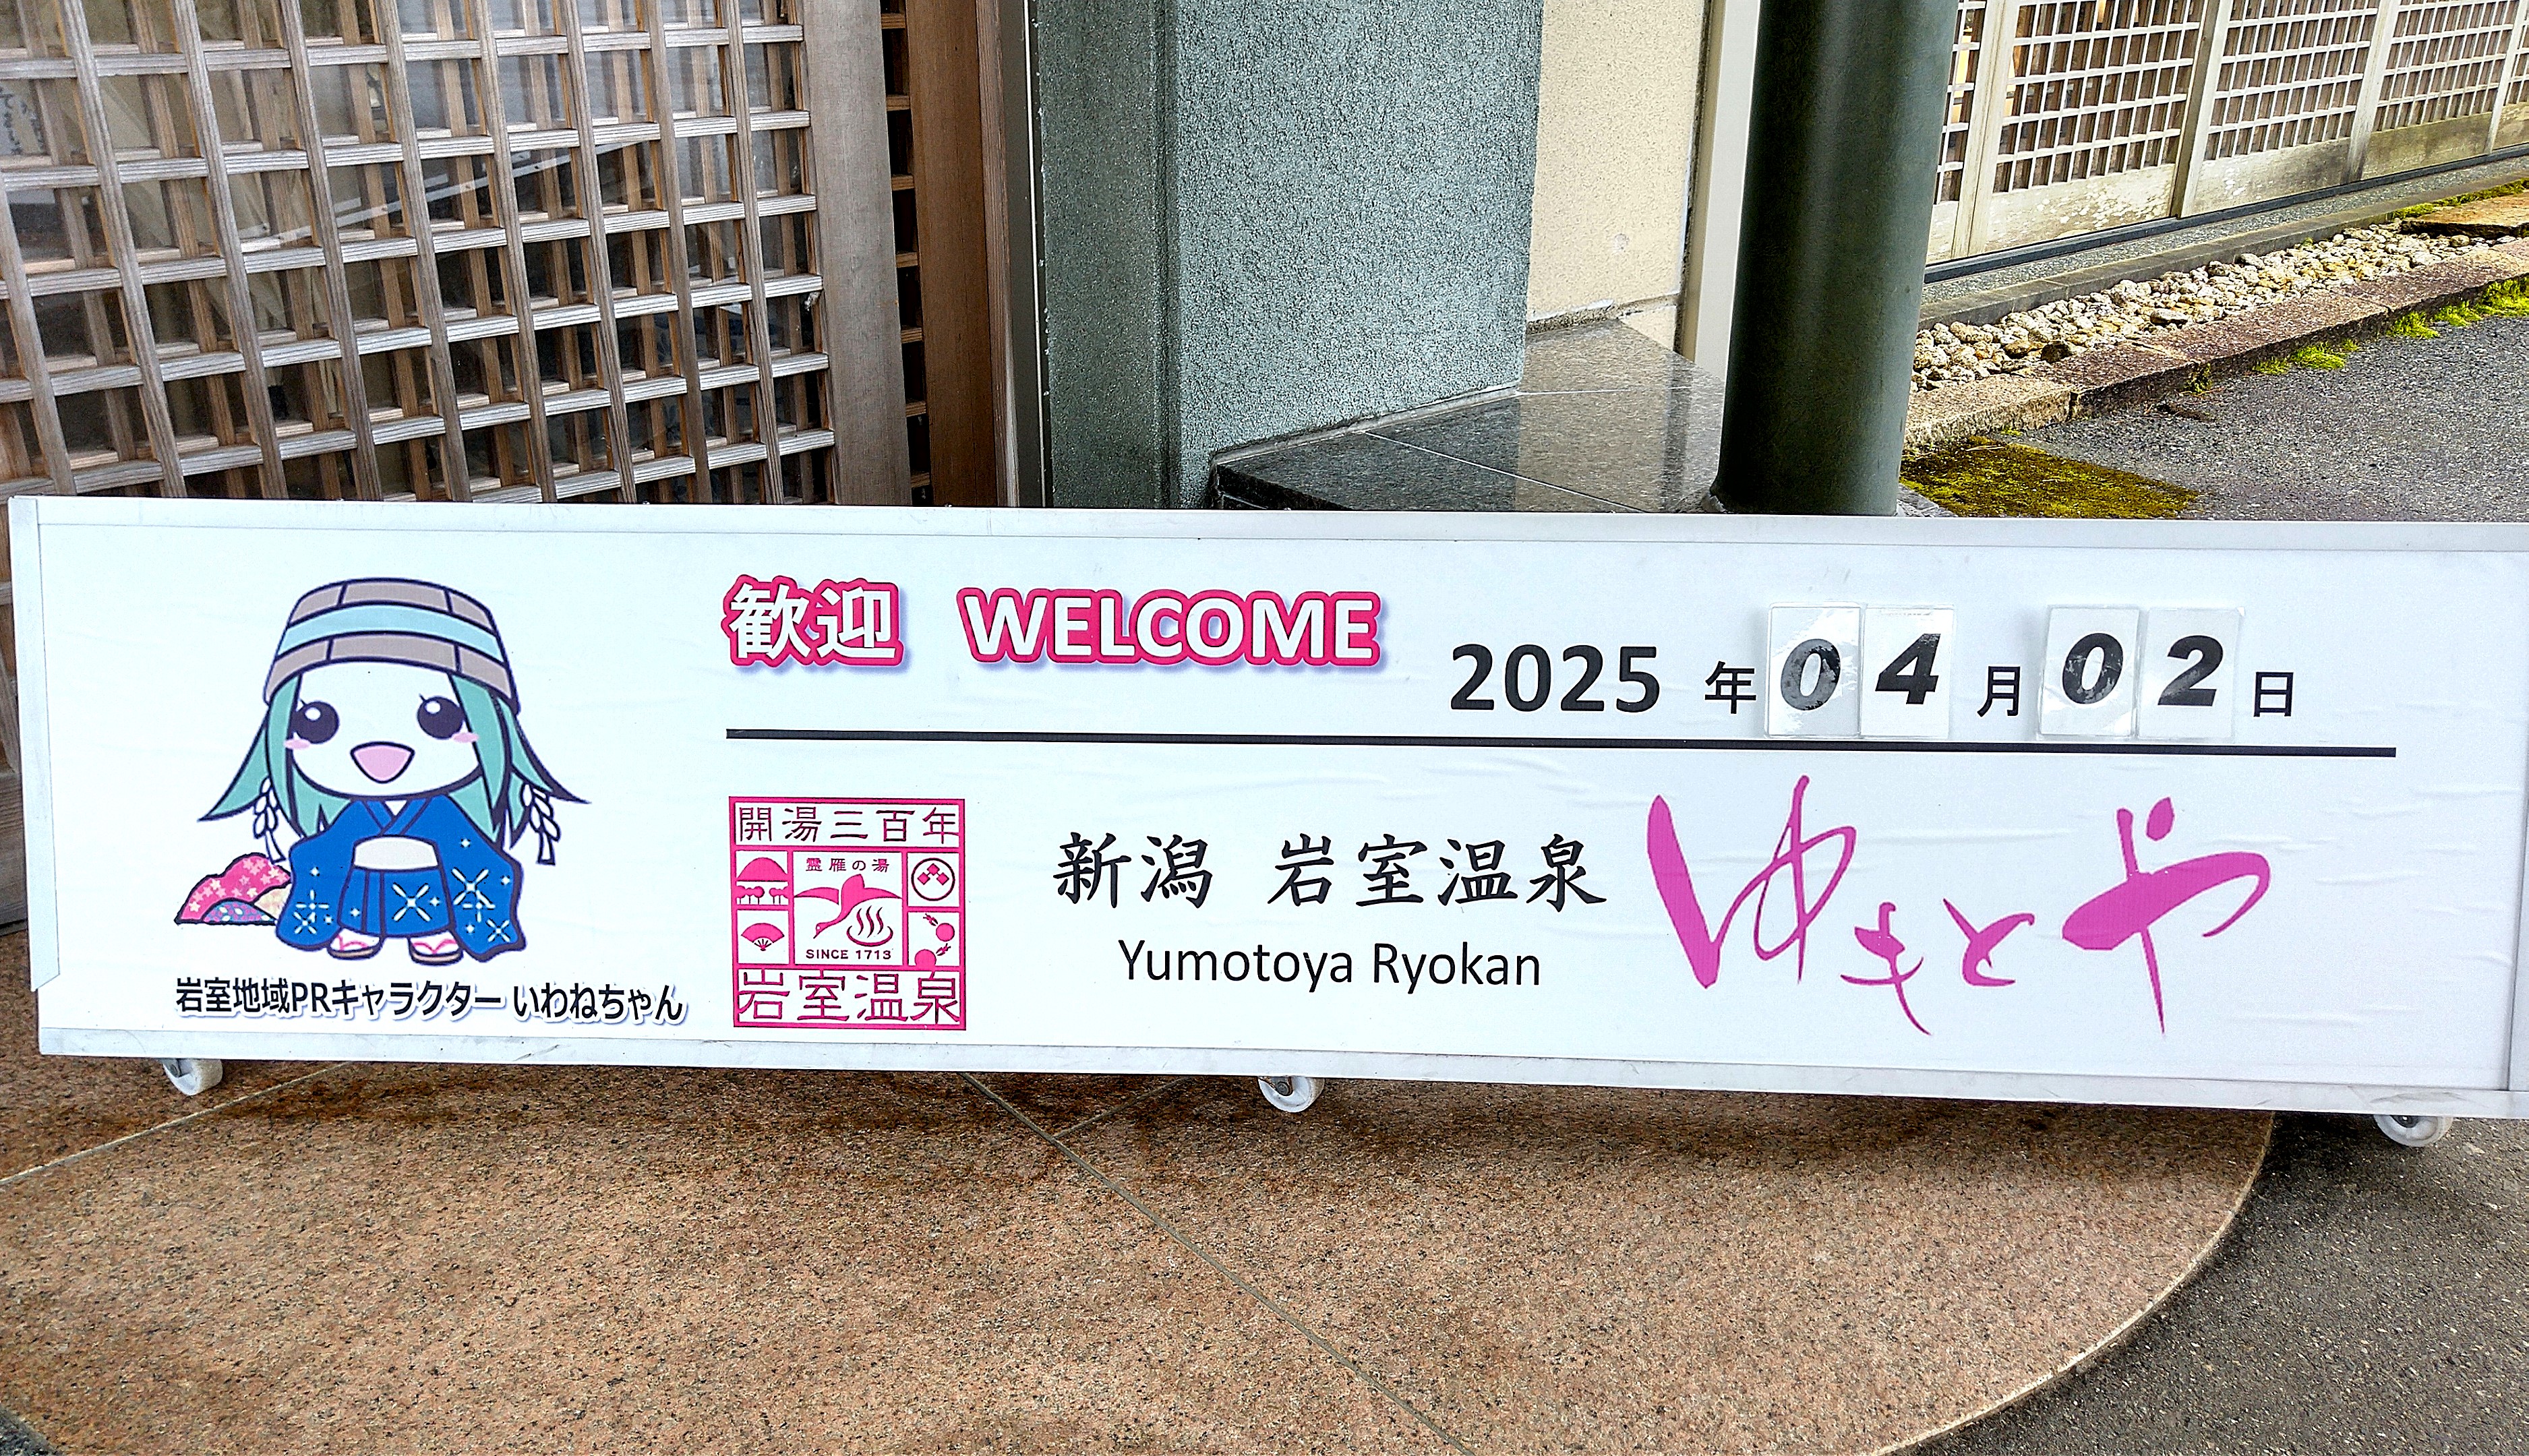 歓迎 WELCOME
2025 年 04 月 02 日
開湯三百年
霊雁の湯
SINCE 1713
岩室温泉
新潟 岩室温泉
Yumotoya Ryokan
ゆもとや
岩室地域PRキャラクター いわねちゃん